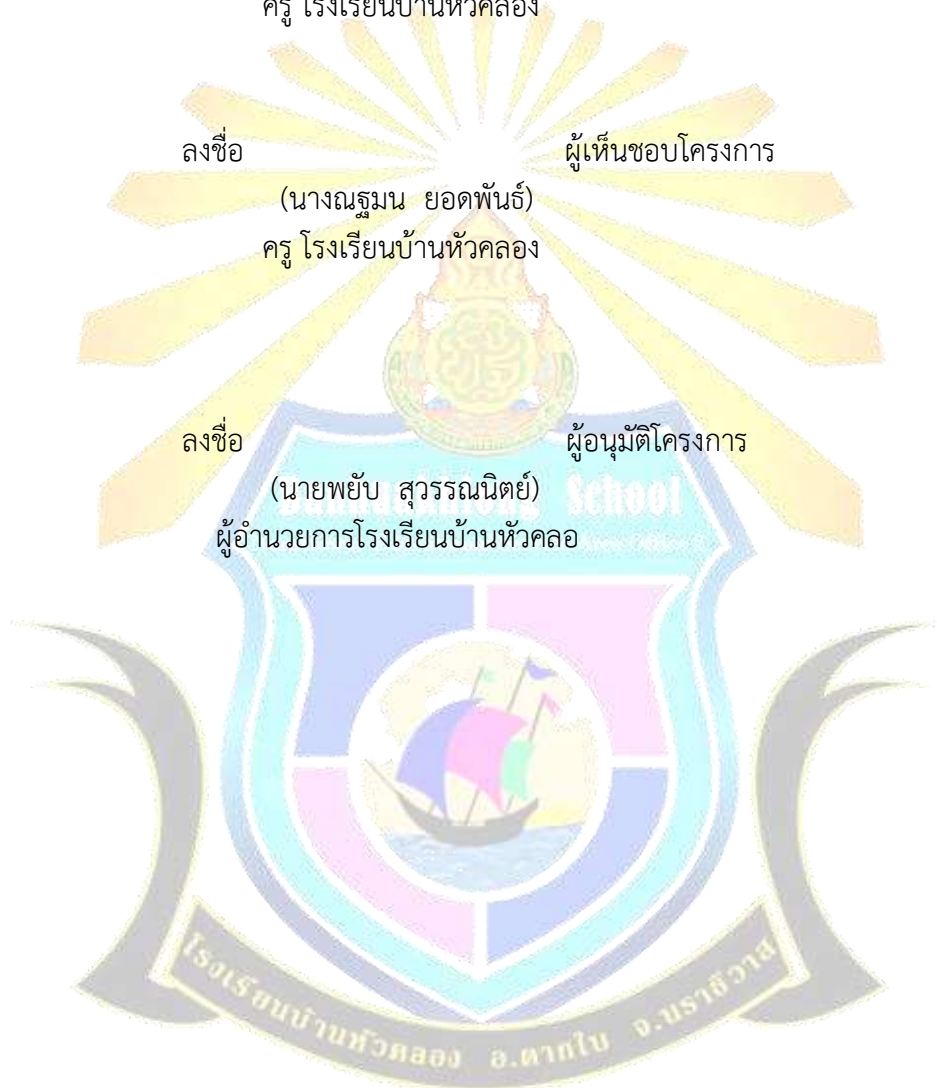 ครู โรงเรียนบ้านหัวคลอง
ลงชื่อ ผู้เห็นชอบโครงการ
(นางณฐมน ยอดพันธ์)
ครู โรงเรียนบ้านหัวคลอง
ลงชื่อ ผู้อนุมัติโครงการ
(นายพยับ สุวรรณนิตย์)
School
ผู้อำนวยการโรงเรียนบ้านหัวคลอ
โรงเรียนบ้านหัวคลอง อ.ตากใบ จ.นราธิวาส